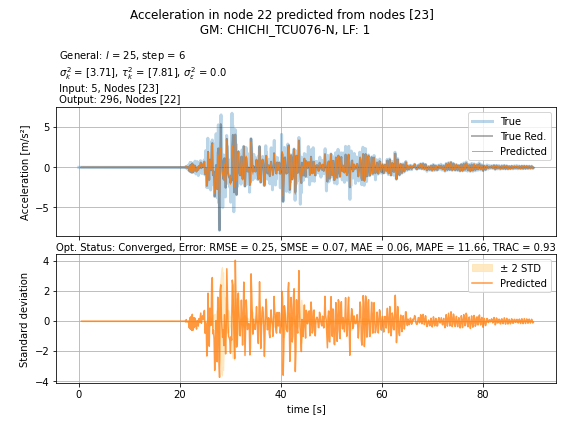 Acceleration in node 22 predicted from nodes [23]
GM: CHICHI_TCU076-N, LF: 1
General: l = 25, step = 6
σ²ₖ = [3.71], τ²ₖ = [7.81], σ²ε = 0.0
Input: 5, Nodes [23]
Output: 296, Nodes [22]
True
True Red.
Predicted
5
0
−5
Acceleration [m/s²]
Opt. Status: Converged, Error: RMSE = 0.25, SMSE = 0.07, MAE = 0.06, MAPE = 11.66, TRAC = 0.93
± 2 STD
Predicted
4
2
0
−2
−4
Standard deviation
0 20 40 60 80
time [s]